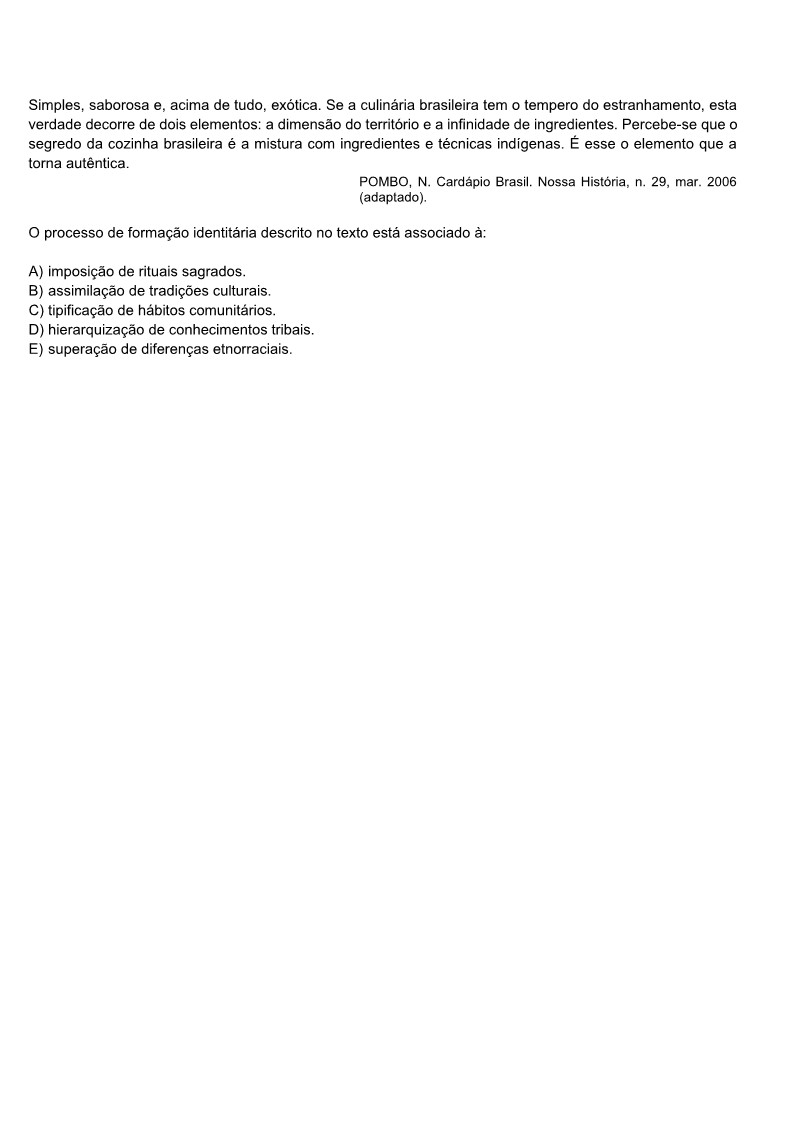 Simples, saborosa e, acima de tudo, exótica. Se a culinária brasileira tem o tempero do estranhamento, esta
verdade decorre de dois elementos: a dimensão do território e a infinidade de ingredientes. Percebe-se que o
segredo da cozinha brasileira é a mistura com ingredientes e técnicas indígenas. É esse o elemento que a
torna autêntica.
POMBO, N. Cardápio Brasil. Nossa História, n. 29, mar. 2006
(adaptado).
O processo de formação identitária descrito no texto está associado à:
A) imposição de rituais sagrados.
B) assimilação de tradições culturais.
C) tipificação de hábitos comunitários.
D) hierarquização de conhecimentos tribais.
E) superação de diferenças etnorraciais.